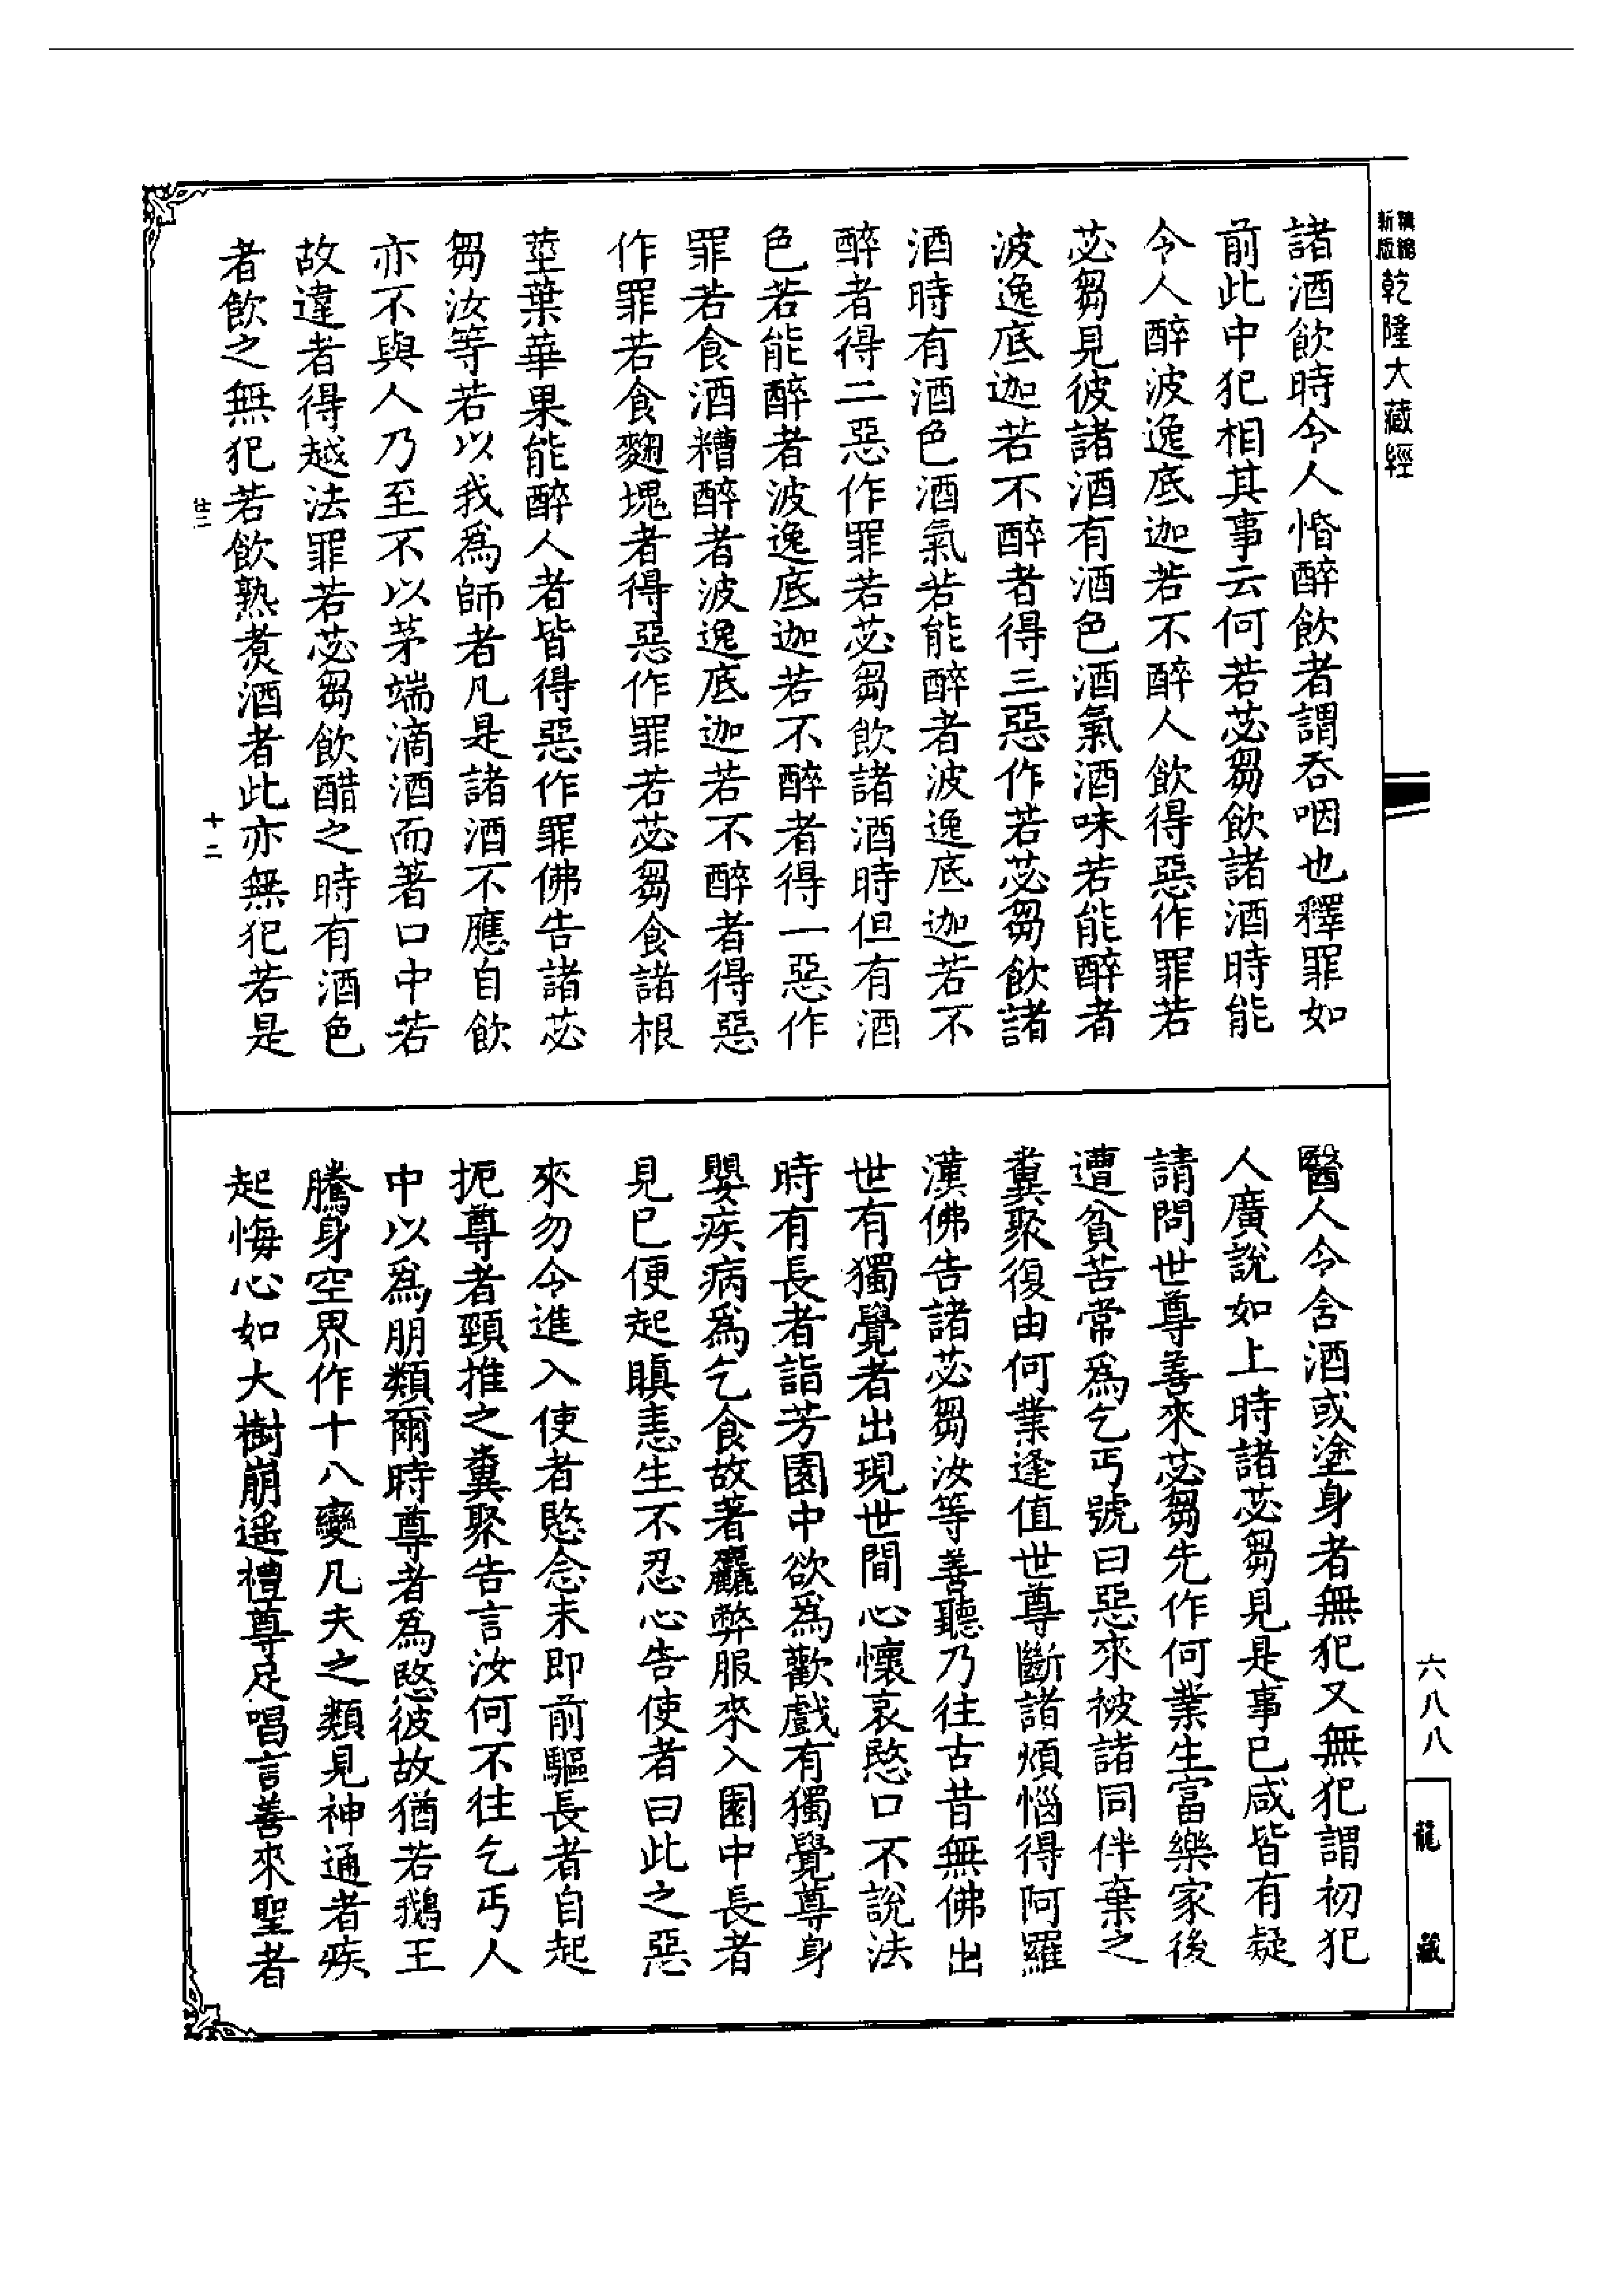 新版
精縮
乾隆大藏經
諸酒飲時令人惛醉飲者謂吞咽也釋罪如
前此中犯相其事云何若苾芻飲諸酒時能
令人醉波逸底迦若不醉人飲得惡作罪若
苾芻見彼諸酒有酒色酒氣酒味若能醉者
波逸底迦若不醉者得三惡作若苾芻飲諸
酒時有酒色酒氣若能醉者波逸底迦若不
醉者得二惡作罪若苾芻飲諸酒時但有酒
色若能醉者波逸底迦若不醉者得一惡作
罪若食酒糟醉者波逸底迦若不醉者得惡
作罪若食麴塊者得惡作罪若苾芻食諸根
莖葉華果能醉人者皆得惡作罪佛告諸苾
芻汝等若以我為師者凡是諸酒不應自飲
亦不與人乃至不以茅端滴酒而著口中若
故違者得越法罪若苾芻飲醋之時有酒色
者飲之無犯若飲熟煑酒者此亦無犯若是
十二
醫人令含酒或塗身者無犯又無犯謂初犯
人廣說如上時諸苾芻見是事已咸皆有疑
請問世尊善來苾芻先作何業生富樂家後
遭貧苦常為乞丐號曰惡來被諸同伴棄之
糞聚復由何業逢值世尊斷諸煩惱得阿羅
漢佛告諸苾芻汝等善聽乃往古昔無佛出
世有獨覺者出現世間心懷哀愍口不說法
時有長者詣芳園中欲為歡戲有獨覺尊身
嬰疾病為乞食故著麤弊服來入園中長者
見已便起瞋恚生不忍心告使者曰此之惡
來勿令進入使者愍念未即前驅長者自起
扼尊者頸推之糞聚告言汝何不往乞丐人
中以為朋類爾時尊者為愍彼故猶若鵝王
騰身空界作十八變凡夫之類見神通者疾
起悔心如大樹崩遥禮尊足唱言善來聖者
六八八
龍藏